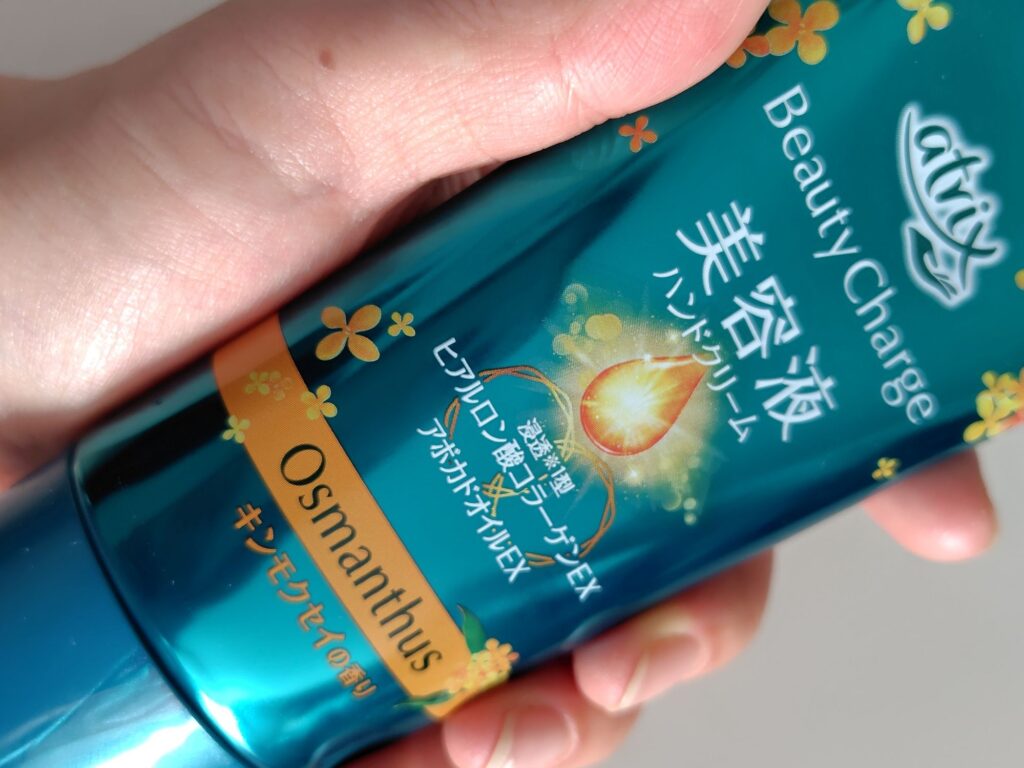 atrix
Beauty Charge
美容液
ハンドクリーム
浸透※1型
ヒアルロン酸コラーゲンEX
アボカドオイルEX
Osmanthus
キンモクセイの香り